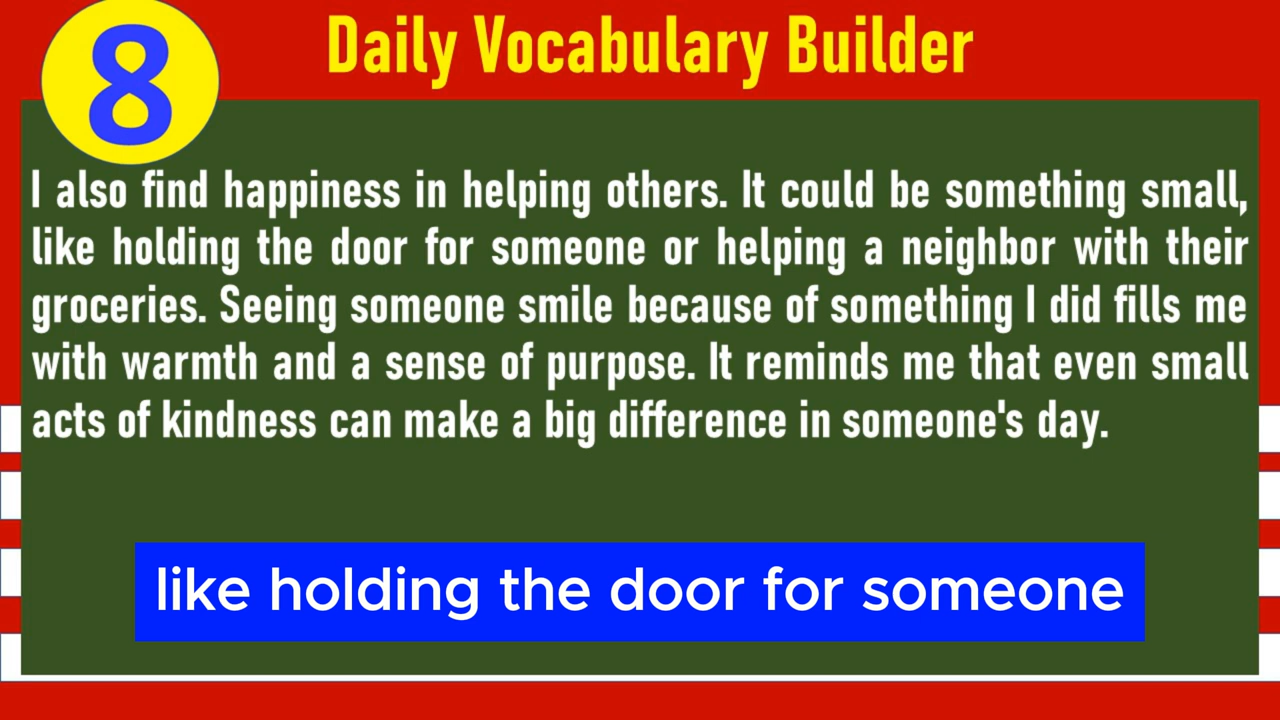 8
Daily Vocabulary Builder
I also find happiness in helping others. It could be something small,
like holding the door for someone or helping a neighbor with their
groceries. Seeing someone smile because of something I did fills me
with warmth and a sense of purpose. It reminds me that even small
acts of kindness can make a big difference in someone's day.
like holding the door for someone